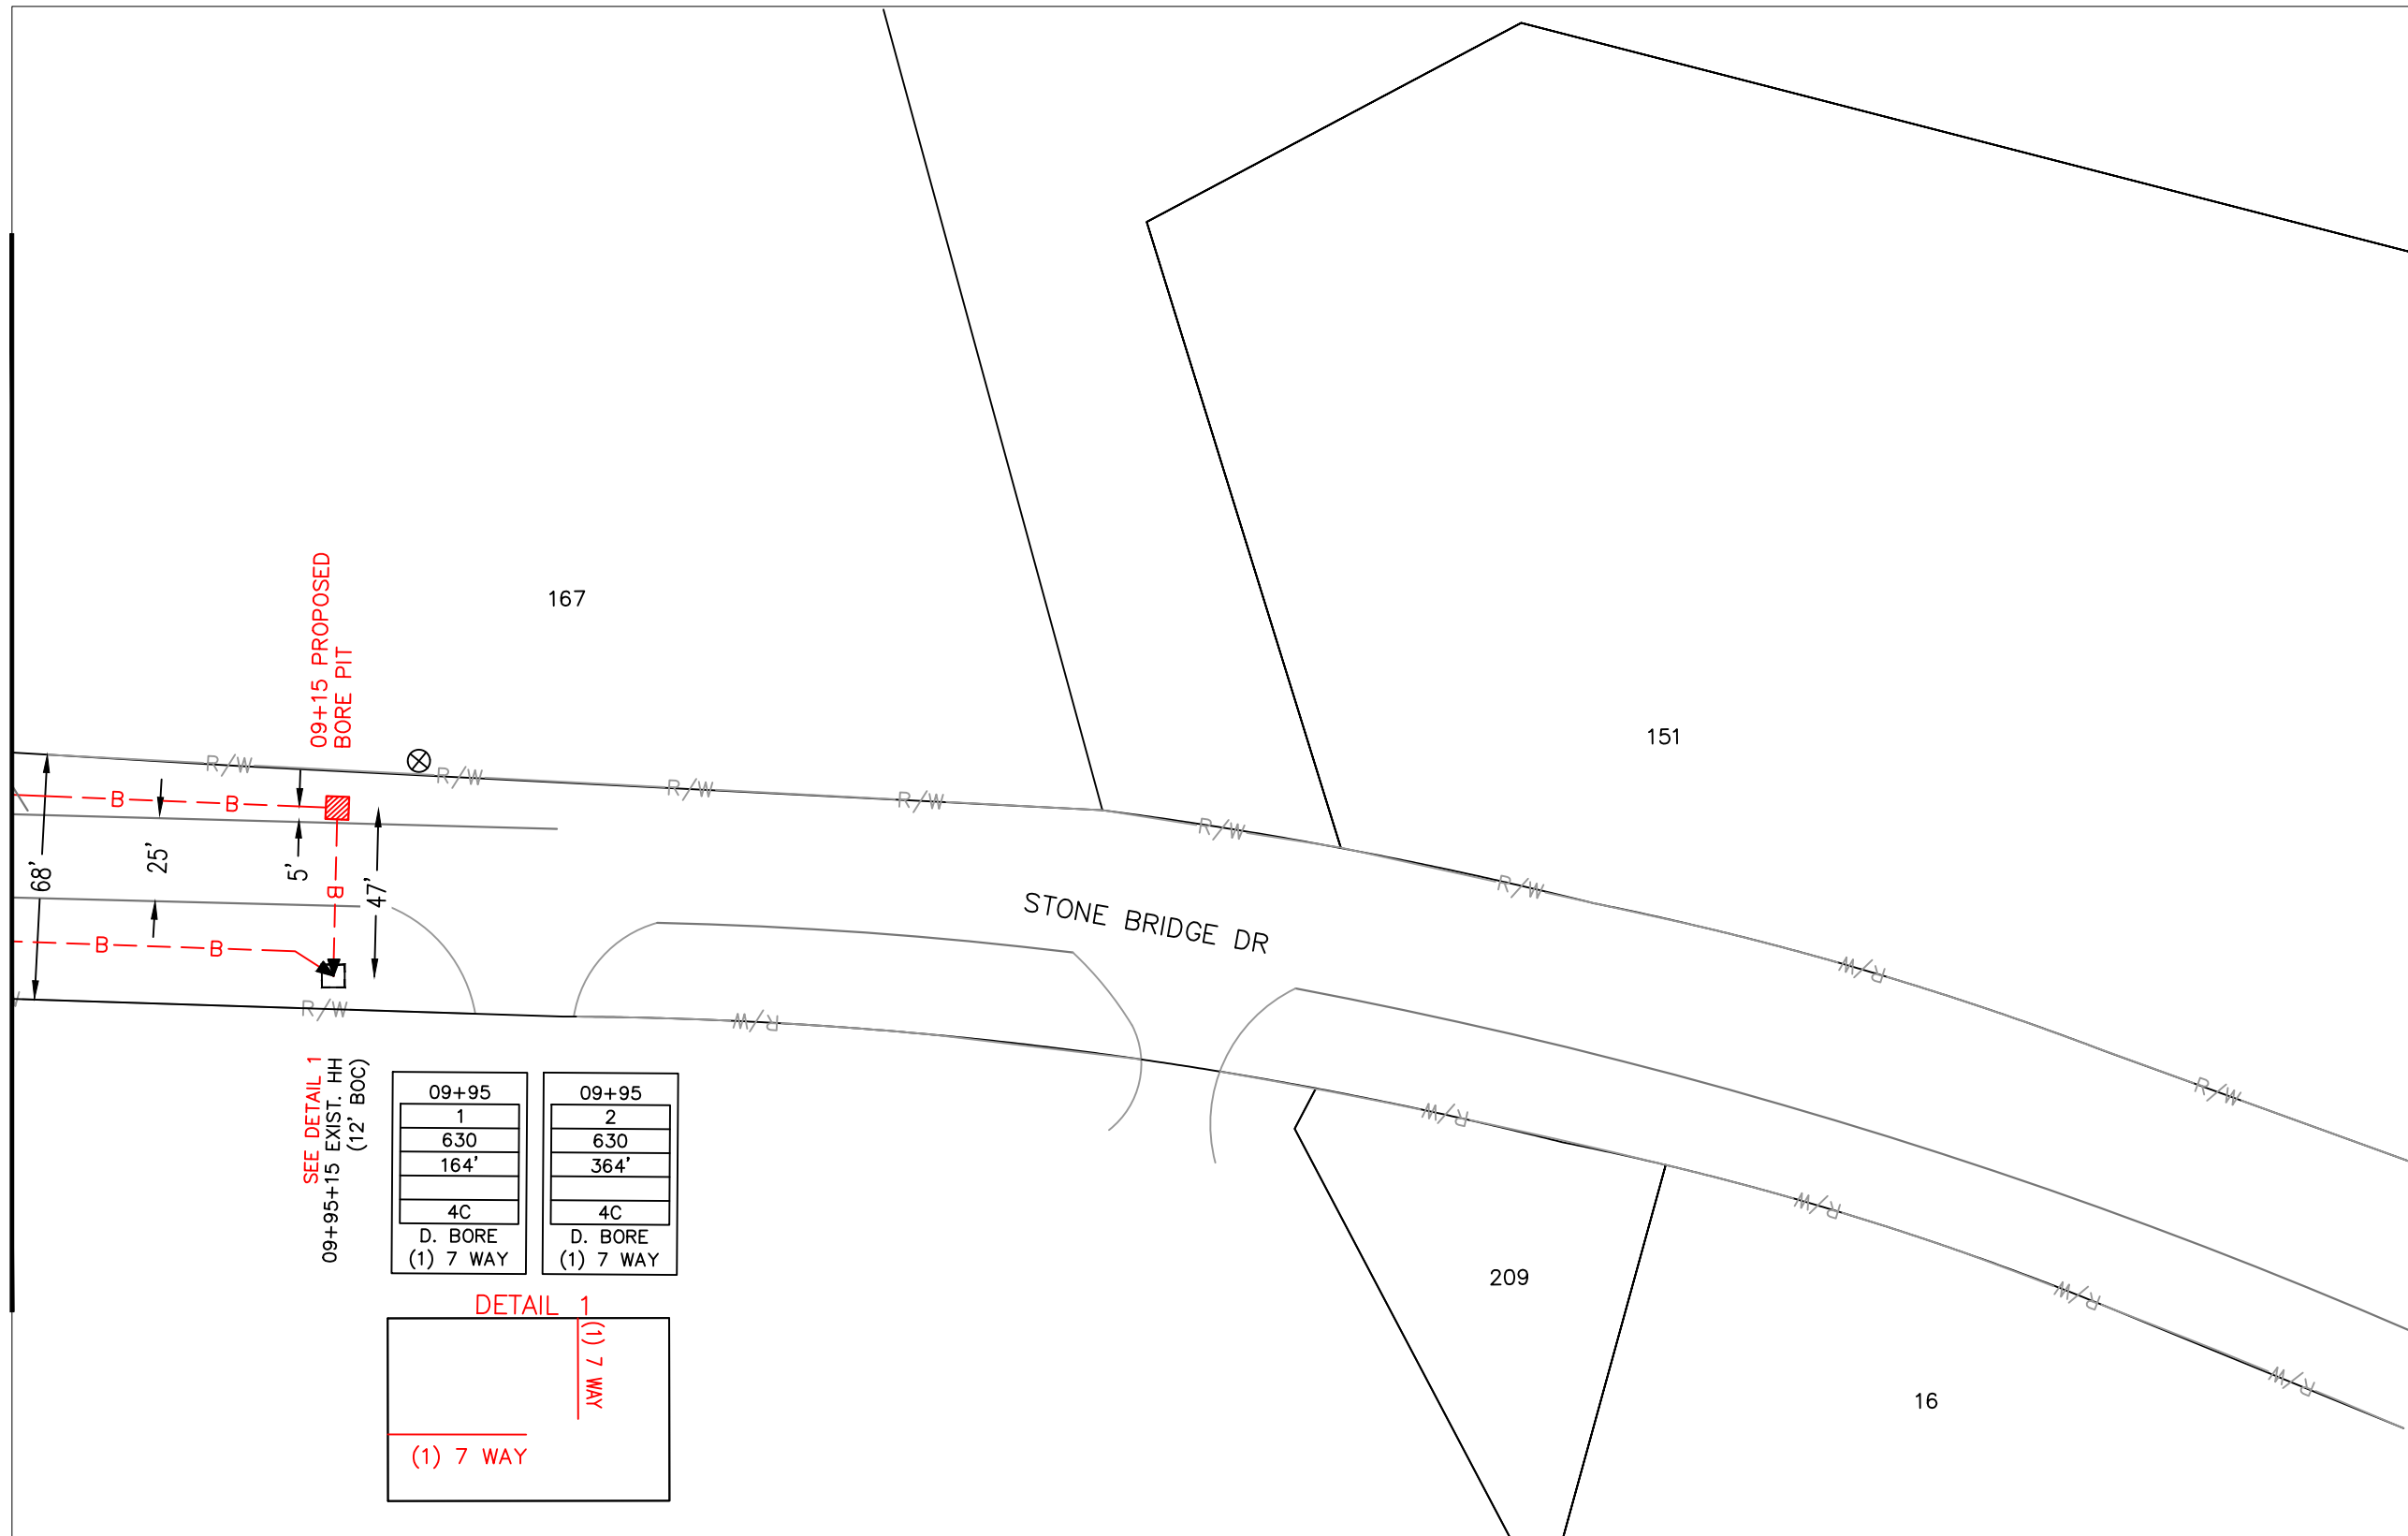 09+15 PROPOSED
BORE PIT
167
151
R/W
R/W
R/W
R/W
R/W
R/W
R/W
R/W
B
B
68'
25'
5'
B
47'
STONE BRIDGE DR
B
B
R/W
R/W
R/W
R/W
R/W
R/W
SEE DETAIL 1
09+95+15 EXIST. HH
(12' BOC)
09+95
1
630
164'
4C
D. BORE
(1) 7 WAY
09+95
2
630
364'
4C
D. BORE
(1) 7 WAY
209
16
DETAIL 1
(1) 7 WAY
(1) 7 WAY